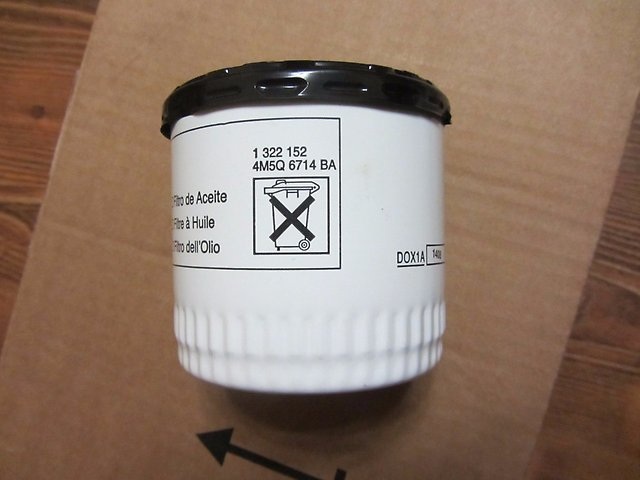 1 322 152
4M5Q 6714 BA
Filtro de Aceite
Filtre à Huile
Filtro dell'Olio
DOX1A